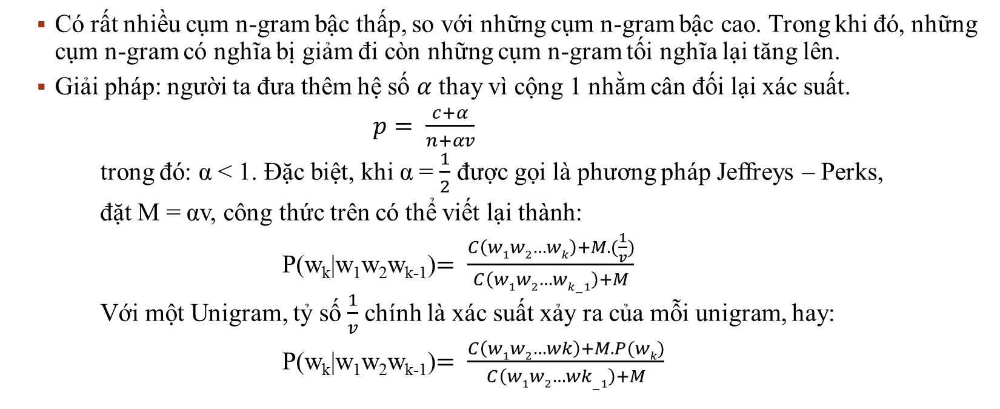 ▪ Có rất nhiều cụm n-gram bậc thấp, so với những cụm n-gram bậc cao. Trong khi đó, những
cụm n-gram có nghĩa bị giảm đi còn những cụm n-gram tối nghĩa lại tăng lên.
▪ Giải pháp: người ta đưa thêm hệ số 𝛼 thay vì cộng 1 nhằm cân đối lại xác suất.
𝑝 = \frac{𝑐+𝛼}{𝑛+𝛼𝑣}
trong đó: α < 1. Đặc biệt, khi α = \frac{1}{2} được gọi là phương pháp Jeffreys – Perks,
đặt M = αv, công thức trên có thể viết lại thành:
P(w_k|w_1w_2w_{k-1})= \frac{C(w_1w_2…w_k)+M.(\frac{1}{v})}{C(w_1w_2…w_{k_1})+M}
Với một Unigram, tỷ số \frac{1}{v} chính là xác suất xảy ra của mỗi unigram, hay:
P(w_k|w_1w_2w_{k-1})= \frac{C(w_1w_2…wk)+M.P(w_k)}{C(w_1w_2…wk_{_1})+M}